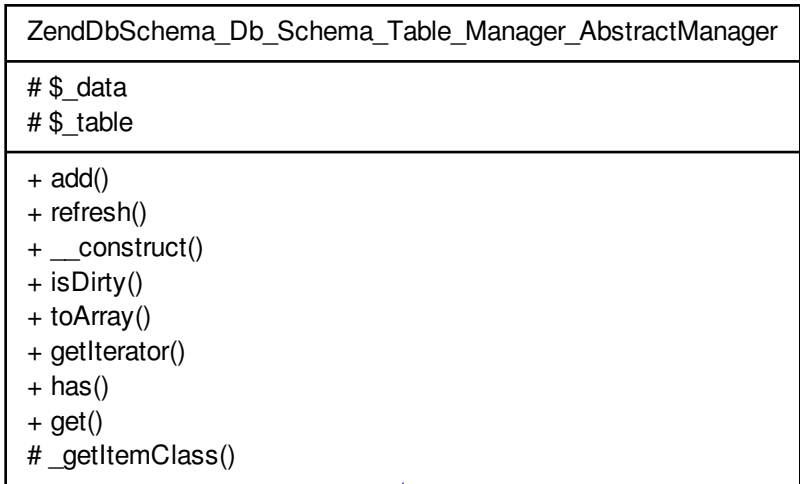 ZendDbSchema_Db_Schema_Table_Manager_AbstractManager
# $_data
# $_table
+ add()
+ refresh()
+ __construct()
+ isDirty()
+ toArray()
+ getIterator()
+ has()
+ get()
# _getItemClass()